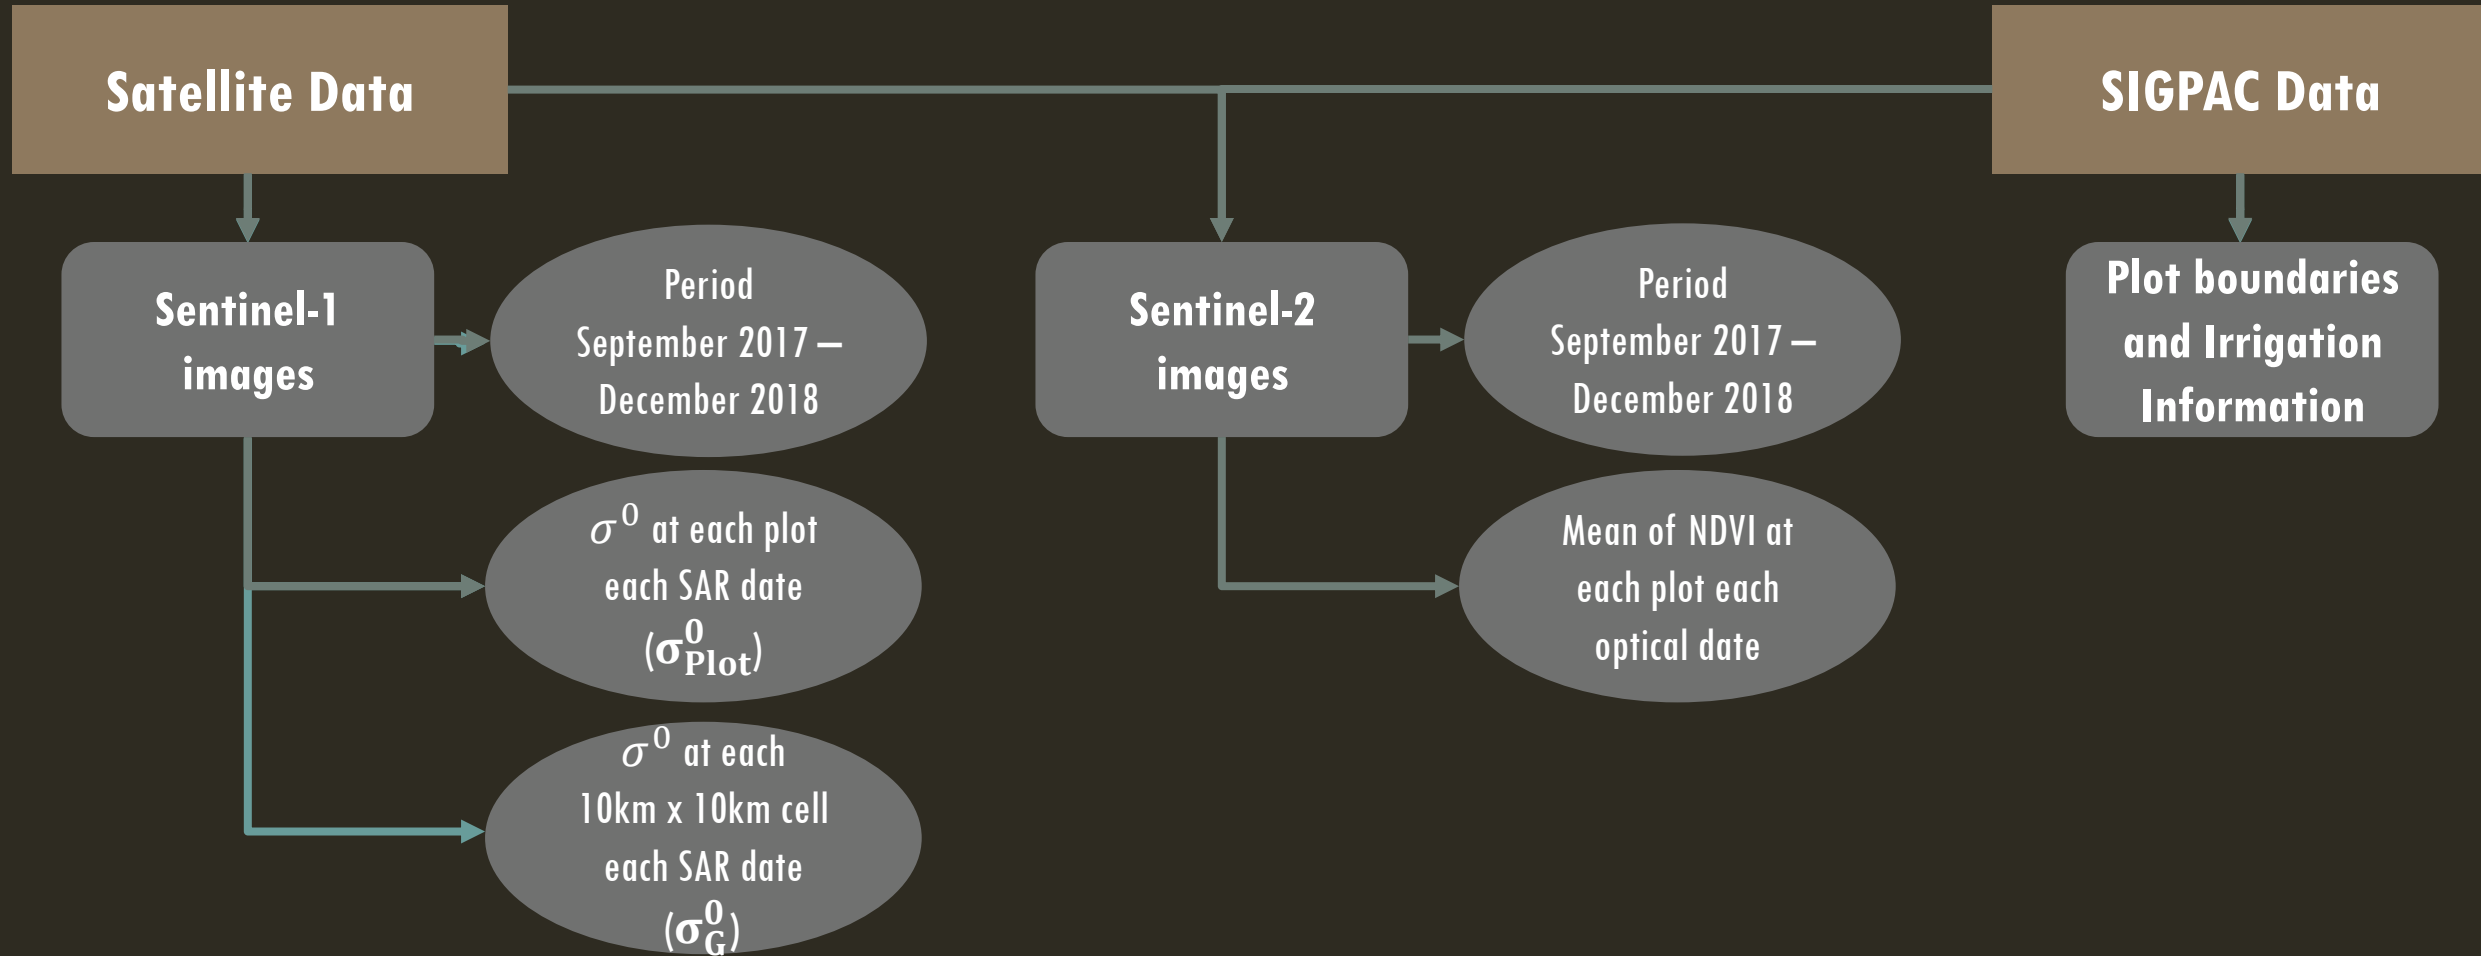 Satellite Data
SIGPAC Data
Sentinel-1
images
Period
September 2017 –
December 2018
σ⁰ at each plot
each SAR date
(σ⁰_Plot)
σ⁰ at each
10km x 10km cell
each SAR date
(σ⁰_G)
Sentinel-2
images
Period
September 2017 –
December 2018
Mean of NDVI at
each plot each
optical date
Plot boundaries
and Irrigation
Information